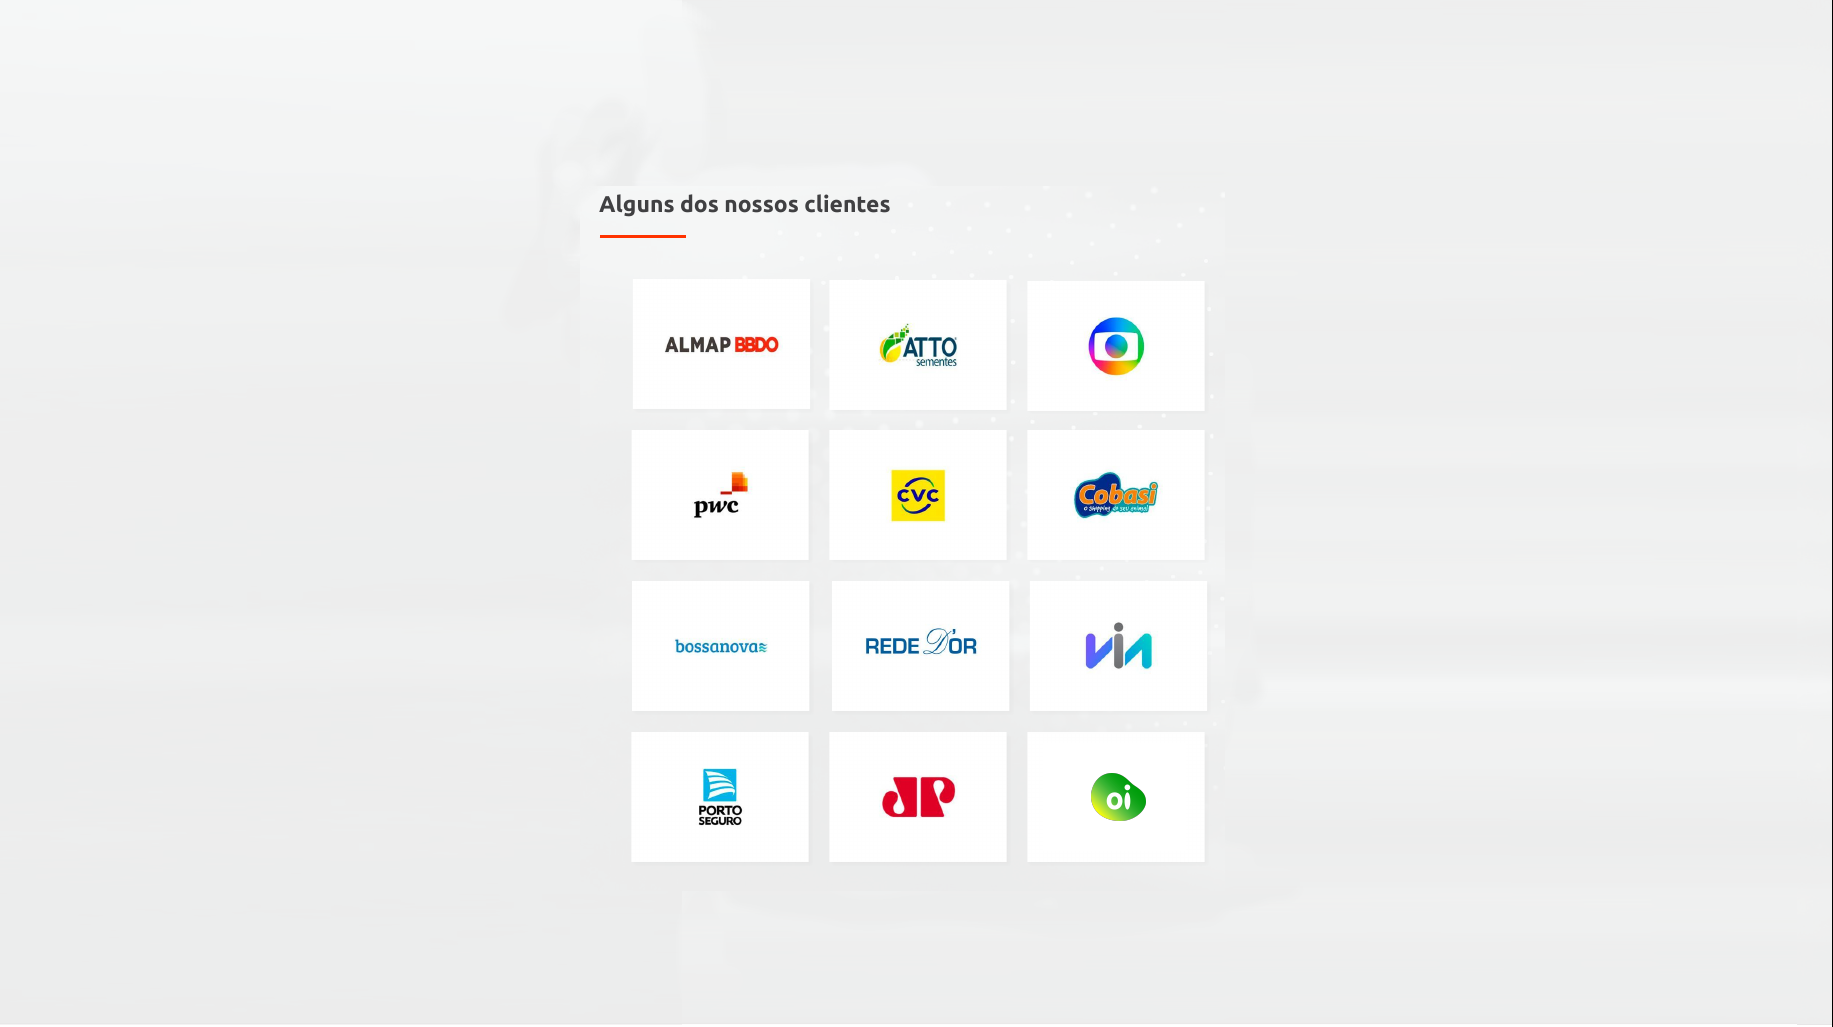 Alguns dos nossos clientes
ALMAP BBDO
ATTO
sementes
pwc
CVC
Cobasi
o Shopping do seu animal
bossanova
REDE D'OR
via
PORTO
SEGURO
JP
oi